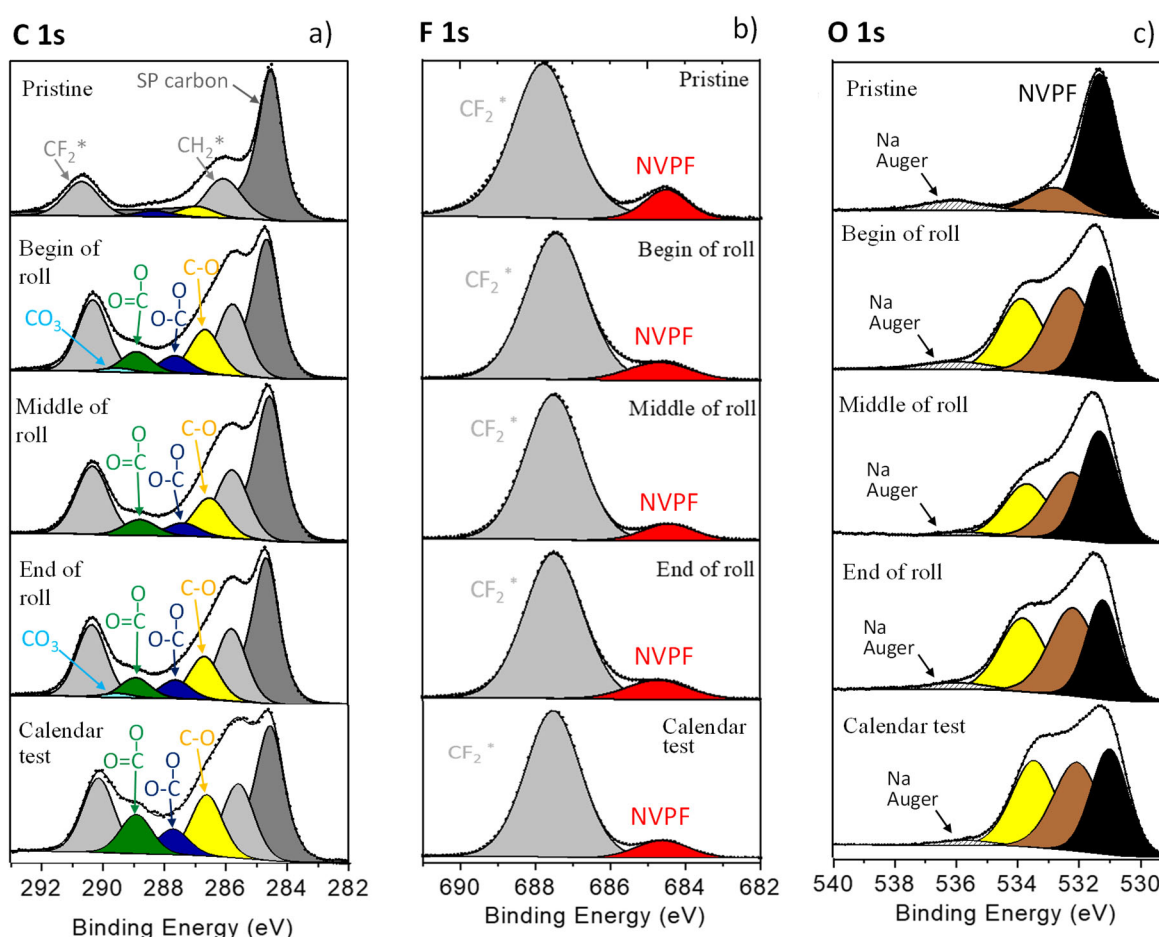 C 1s
a)
Pristine
SP carbon
CF2*
CH2*
Begin of
roll
O
O=C
O
O-C
C-O
CO3
Middle of
roll
O
O=C
O
O-C
C-O
End of
roll
O
O=C
O
O-C
C-O
CO3
Calendar
test
O
O=C
O
O-C
C-O
292 290 288 286 284 282
Binding Energy (eV)
F 1s
b)
Pristine
CF2*
NVPF
Begin of roll
CF2*
NVPF
Middle of roll
CF2*
NVPF
End of roll
CF2*
NVPF
Calendar
test
CF2*
NVPF
690 688 686 684 682
Binding Energy (eV)
O 1s
c)
Pristine
NVPF
Na
Auger
Begin of roll
Na
Auger
Middle of roll
Na
Auger
End of roll
Na
Auger
Calendar test
Na
Auger
540 538 536 534 532 530
Binding Energy (eV)